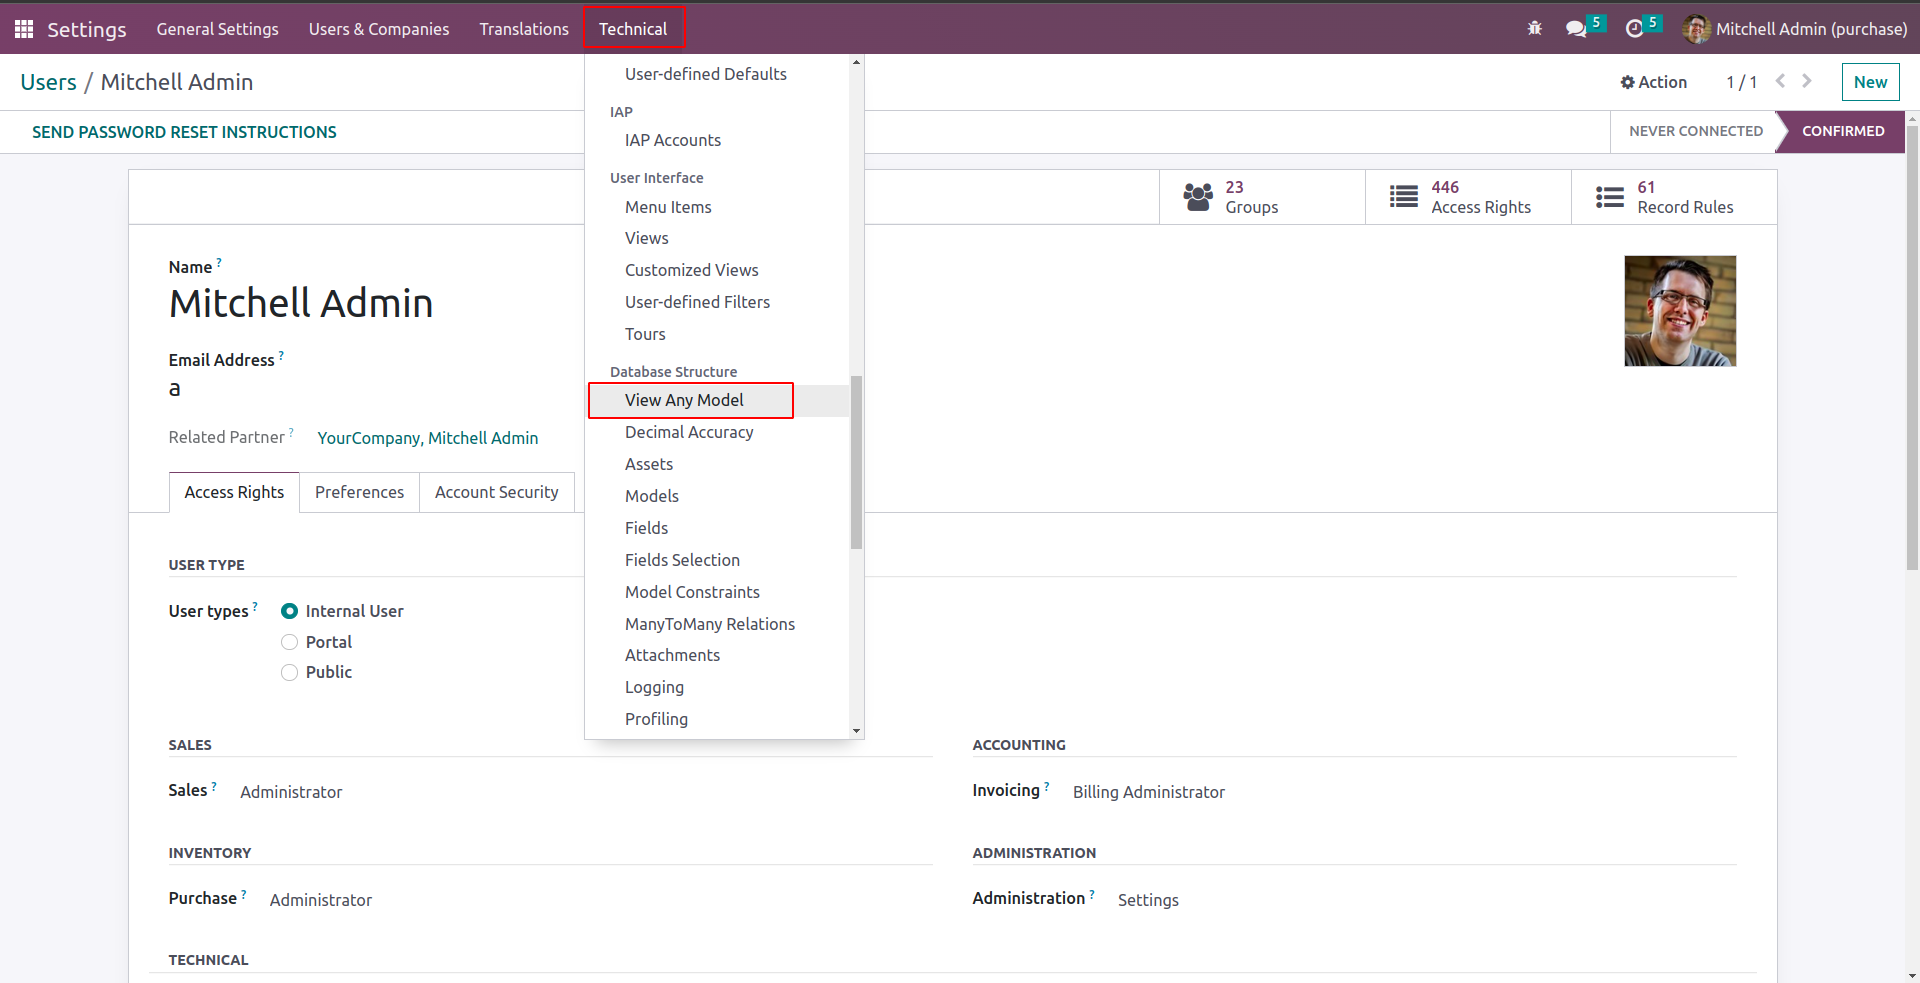 Settings General Settings Users & Companies Translations Technical 5 5 Mitchell Admin (purchase)
Users / Mitchell Admin Action 1 / 1 New
SEND PASSWORD RESET INSTRUCTIONS NEVER CONNECTED CONFIRMED
User-defined Defaults
IAP
IAP Accounts
User Interface
Menu Items
Views
Customized Views
User-defined Filters
Tours
Database Structure
View Any Model
Decimal Accuracy
Assets
Models
Fields
Fields Selection
Model Constraints
ManyToMany Relations
Attachments
Logging
Profiling
23
Groups
446
Access Rights
61
Record Rules
Name ?
Mitchell Admin
Email Address ?
a
Related Partner ? YourCompany, Mitchell Admin
Access Rights Preferences Account Security
USER TYPE
User types ? Internal User
Portal
Public
SALES
Sales ? Administrator
ACCOUNTING
Invoicing ? Billing Administrator
INVENTORY
Purchase ? Administrator
ADMINISTRATION
Administration ? Settings
TECHNICAL